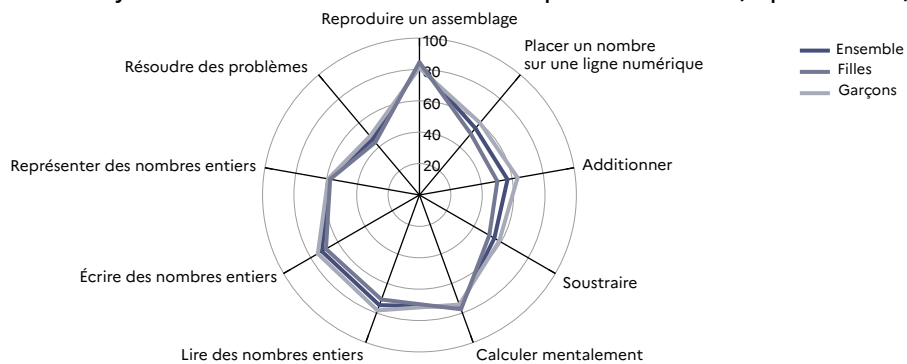 Reproduire un assemblage
100
80
60
40
20
Placer un nombre
sur une ligne numérique
Additionner
Soustraire
Calculer mentalement
Lire des nombres entiers
Écrire des nombres entiers
Représenter des nombres entiers
Résoudre des problèmes
Ensemble
Filles
Garçons